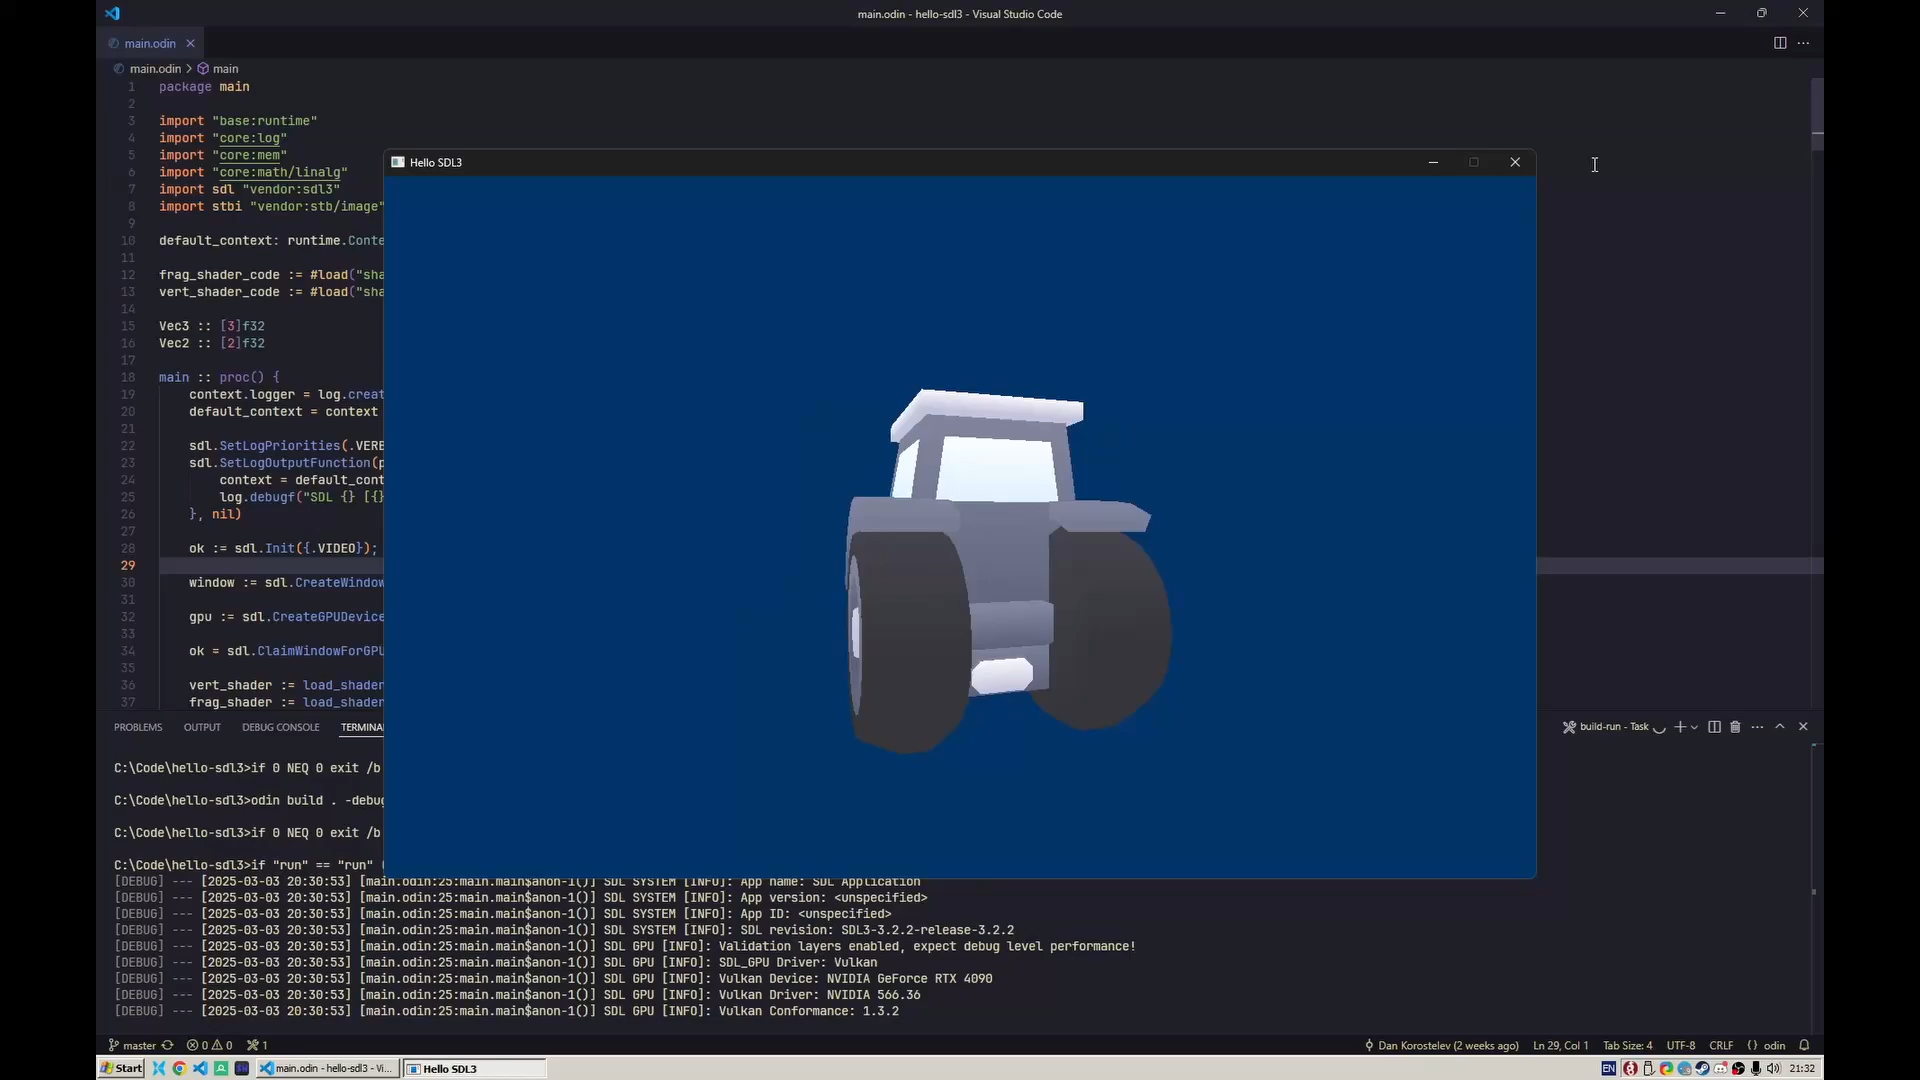 main.odin - hello-sdl3 - Visual Studio Code
main.odin
main.odin > main
1 package main
2
3 import "base:runtime"
4 import "core:log"
5 import "core:mem"
6 import "core:math/linalg"
7 import sdl "vendor:sdl3"
8 import stbi "vendor:stb/image"
9
10 default_context: runtime.Conte
11
12 frag_shader_code := #load("sha
13 vert_shader_code := #load("sha
14
15 Vec3 :: [3]f32
16 Vec2 :: [2]f32
17
18 main :: proc() {
19 context.logger = log.creat
20 default_context = context
21
22 sdl.SetLogPriorities(.VERB
23 sdl.SetLogOutputFunction(p
24 context = default_cont
25 log.debugf("SDL {} [{}
26 }, nil)
27
28 ok := sdl.Init({.VIDEO});
29
30 window := sdl.CreateWindow
31
32 gpu := sdl.CreateGPUDevice
33
34 ok = sdl.ClaimWindowForGPU
35
36 vert_shader := load_shader
37 frag_shader := load_shader
Hello SDL3
PROBLEMS OUTPUT DEBUG CONSOLE TERMINA
build-run - Task
C:\Code\hello-sdl3>if 0 NEQ 0 exit /b
C:\Code\hello-sdl3>odin build . -debug
C:\Code\hello-sdl3>if 0 NEQ 0 exit /b
C:\Code\hello-sdl3>if "run" == "run" (
[DEBUG] --- [2025-03-03 20:30:53] [main.odin:25:main.main$anon-1()] SDL SYSTEM [INFO]: App name: SDL Application
[DEBUG] --- [2025-03-03 20:30:53] [main.odin:25:main.main$anon-1()] SDL SYSTEM [INFO]: App version: <unspecified>
[DEBUG] --- [2025-03-03 20:30:53] [main.odin:25:main.main$anon-1()] SDL SYSTEM [INFO]: App ID: <unspecified>
[DEBUG] --- [2025-03-03 20:30:53] [main.odin:25:main.main$anon-1()] SDL SYSTEM [INFO]: SDL revision: SDL3-3.2.2-release-3.2.2
[DEBUG] --- [2025-03-03 20:30:53] [main.odin:25:main.main$anon-1()] SDL GPU [INFO]: Validation layers enabled, expect debug level performance!
[DEBUG] --- [2025-03-03 20:30:53] [main.odin:25:main.main$anon-1()] SDL GPU [INFO]: SDL_GPU Driver: Vulkan
[DEBUG] --- [2025-03-03 20:30:53] [main.odin:25:main.main$anon-1()] SDL GPU [INFO]: Vulkan Device: NVIDIA GeForce RTX 4090
[DEBUG] --- [2025-03-03 20:30:53] [main.odin:25:main.main$anon-1()] SDL GPU [INFO]: Vulkan Driver: NVIDIA 566.36
[DEBUG] --- [2025-03-03 20:30:53] [main.odin:25:main.main$anon-1()] SDL GPU [INFO]: Vulkan Conformance: 1.3.2
master 0 0 1 Dan Korostelev (2 weeks ago) Ln 29, Col 1 Tab Size: 4 UTF-8 CRLF {} odin
Start main.odin - hello-sdl3 - Vi... Hello SDL3 EN 21:32